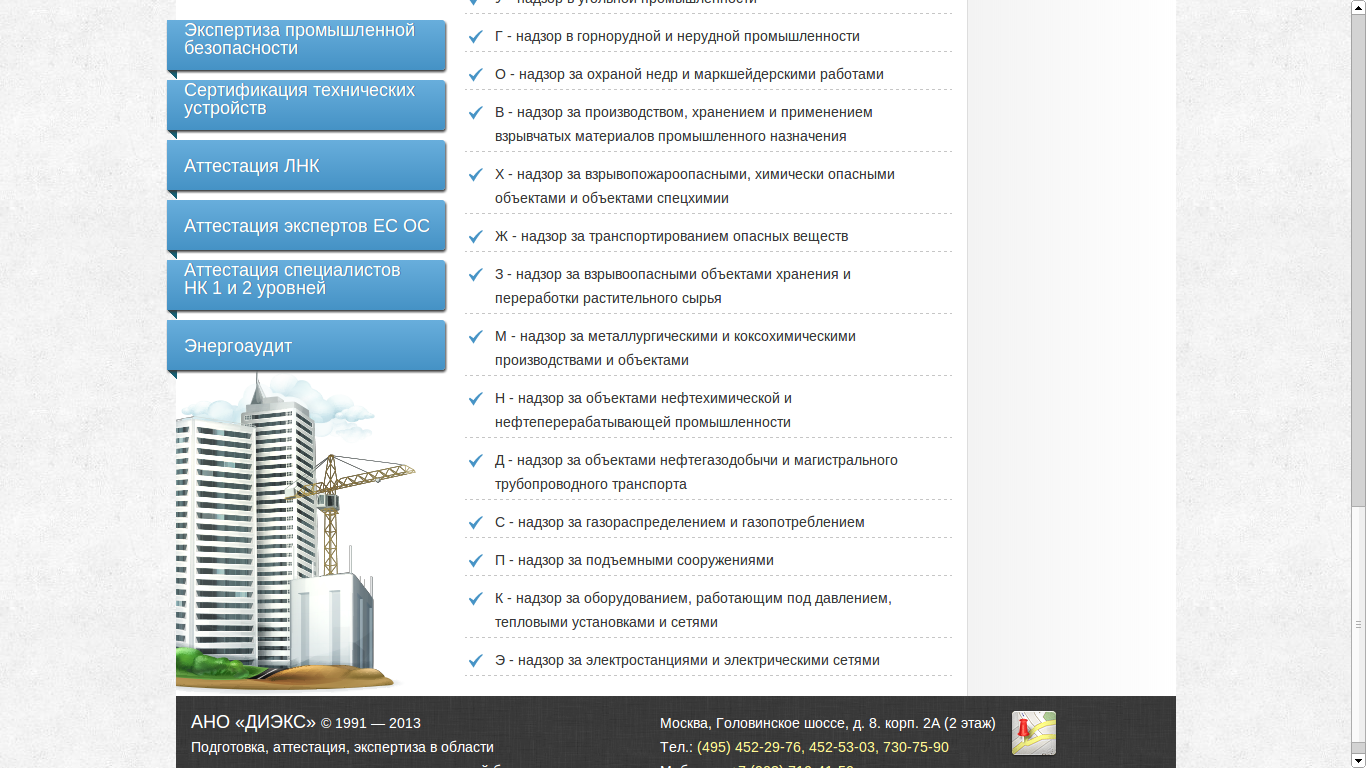 Экспертиза промышленной
безопасности
Сертификация технических
устройств
Аттестация ЛНК
Аттестация экспертов ЕС ОС
Аттестация специалистов
НК 1 и 2 уровней
Энергоаудит
У - надзор в угольной промышленности
Г - надзор в горнорудной и нерудной промышленности
О - надзор за охраной недр и маркшейдерскими работами
В - надзор за производством, хранением и применением
взрывчатых материалов промышленного назначения
Х - надзор за взрывопожароопасными, химически опасными
объектами и объектами спецхимии
Ж - надзор за транспортированием опасных веществ
З - надзор за взрывоопасными объектами хранения и
переработки растительного сырья
М - надзор за металлургическими и коксохимическими
производствами и объектами
Н - надзор за объектами нефтехимической и
нефтеперерабатывающей промышленности
Д - надзор за объектами нефтегазодобычи и магистрального
трубопроводного транспорта
С - надзор за газораспределением и газопотреблением
П - надзор за подъемными сооружениями
К - надзор за оборудованием, работающим под давлением,
тепловыми установками и сетями
Э - надзор за электростанциями и электрическими сетями
АНО «ДИЭКС» © 1991 — 2013
Подготовка, аттестация, экспертиза в области
Москва, Головинское шоссе, д. 8. корп. 2А (2 этаж)
Тел.: (495) 452-29-76, 452-53-03, 730-75-90